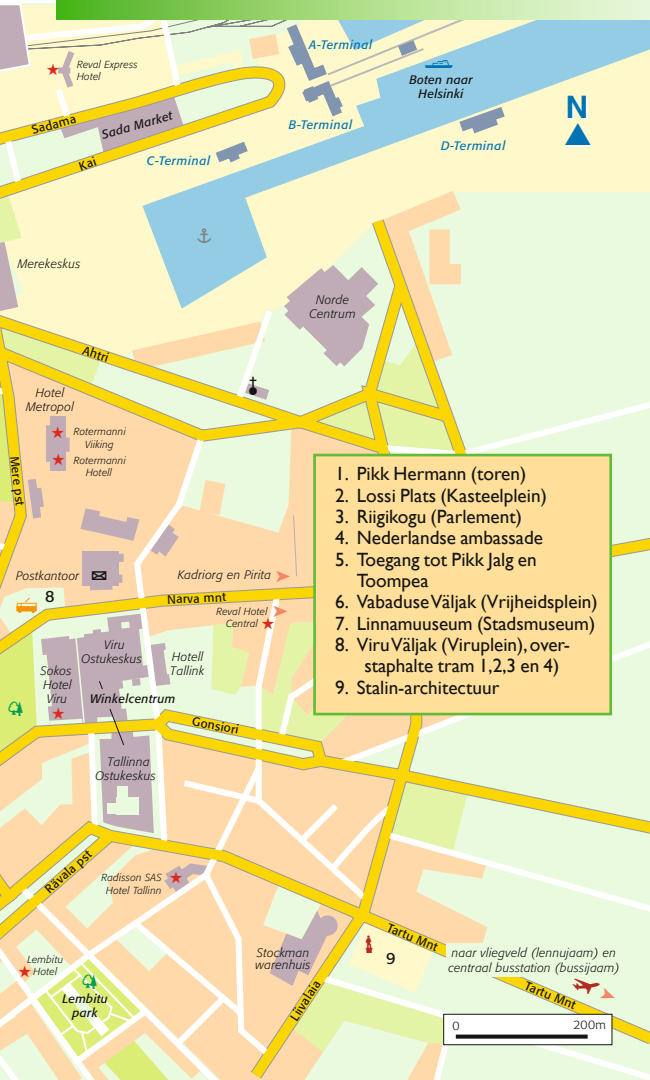 A-Terminal
Reval Express
Hotel
Boten naar
Helsinki
N
Sadama
Sada Market
B-Terminal
D-Terminal
C-Terminal
Kai
Merekeskus
Norde
Centrum
Ahtri
Hotel
Metropol
Rotermanni
Viiking
Rotermanni
Hotell
Mere pst
1. Pikk Hermann (toren)
2. Lossi Plats (Kasteelplein)
3. Riigikogu (Parlement)
4. Nederlandse ambassade
5. Toegang tot Pikk Jalg en
Toompea
6. Vabaduse Väljak (Vrijheidsplein)
7. Linnamuuseum (Stadsmuseum)
8. Viru Väljak (Viruplein), over-
staphalte tram 1,2,3 en 4)
9. Stalin-architectuur
Postkantoor
Kadriorg en Pirita
8
Narva mnt
Reval Hotel
Central
Viru
Ostukeskus
Hotell
Tallink
Sokos
Hotel
Viru
Winkelcentrum
Gonsiori
Tallinna
Ostukeskus
Rävala pst
Radisson SAS
Hotel Tallinn
Tartu Mnt
Stockman
warenhuis
9
naar vliegveld (lennujaam) en
centraal busstation (bussijaam)
Lembitu
Hotel
Lembitu
park
Liivalaia
Tartu Mnt
0 200m